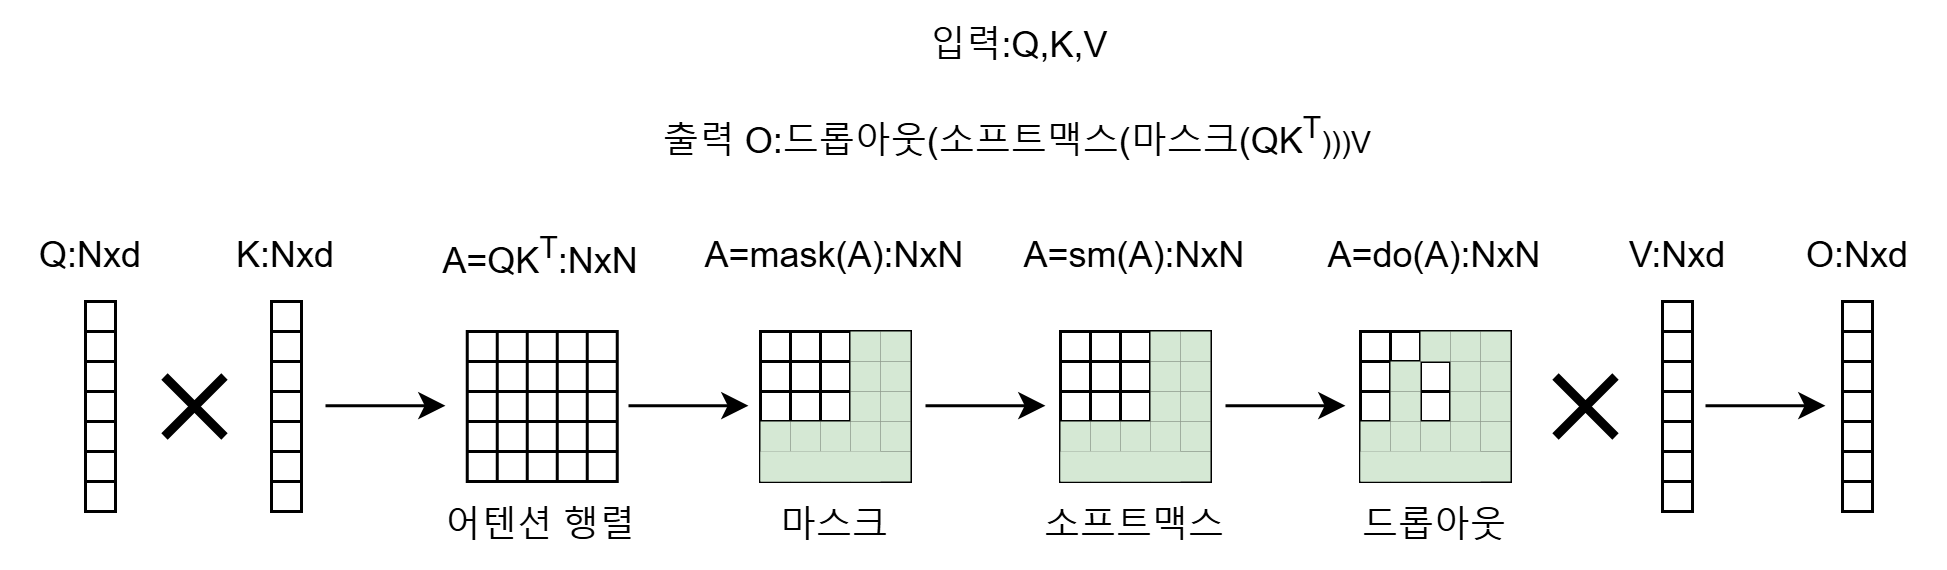 입력:Q,K,V
출력 O:드롭아웃(소프트맥스(마스크(QK^T)))V
Q:Nxd K:Nxd A=QK^T:NxN A=mask(A):NxN A=sm(A):NxN A=do(A):NxN V:Nxd O:Nxd
어텐션 행렬 마스크 소프트맥스 드롭아웃